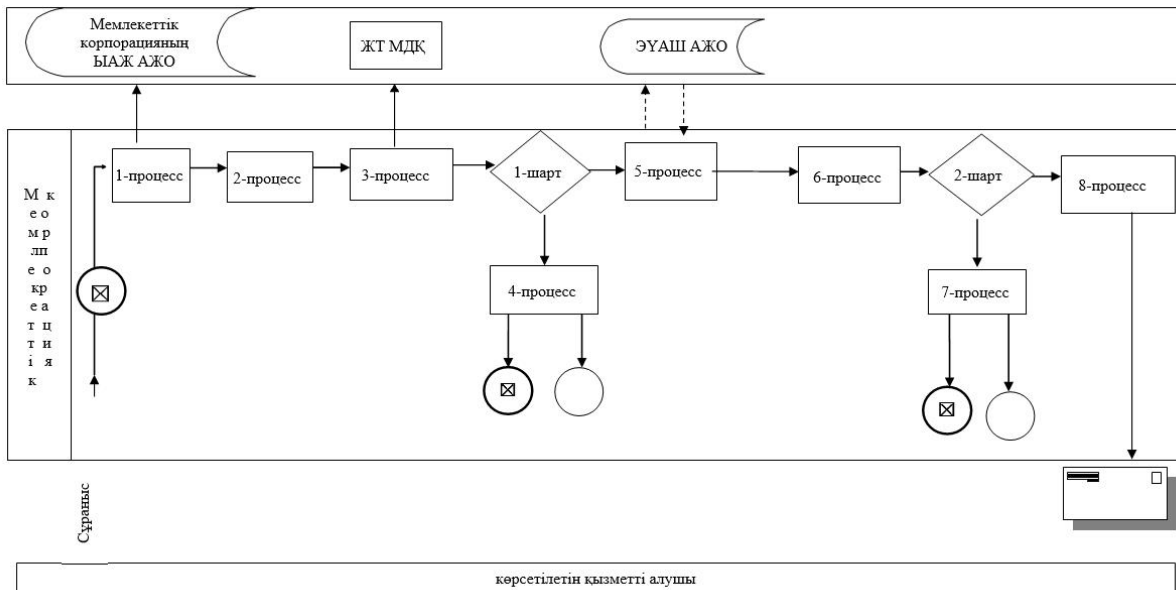 Мемлекеттік
корпорацияның
ЫАЖ АЖО
ЖТ МДҚ
ЭҮАШ АЖО
Мемлекеттік
корпорация
1-процесс
2-процесс
3-процесс
1-шарт
5-процесс
6-процесс
2-шарт
8-процесс
4-процесс
7-процесс
Сұраныс
көрсетілетін қызметті алушы